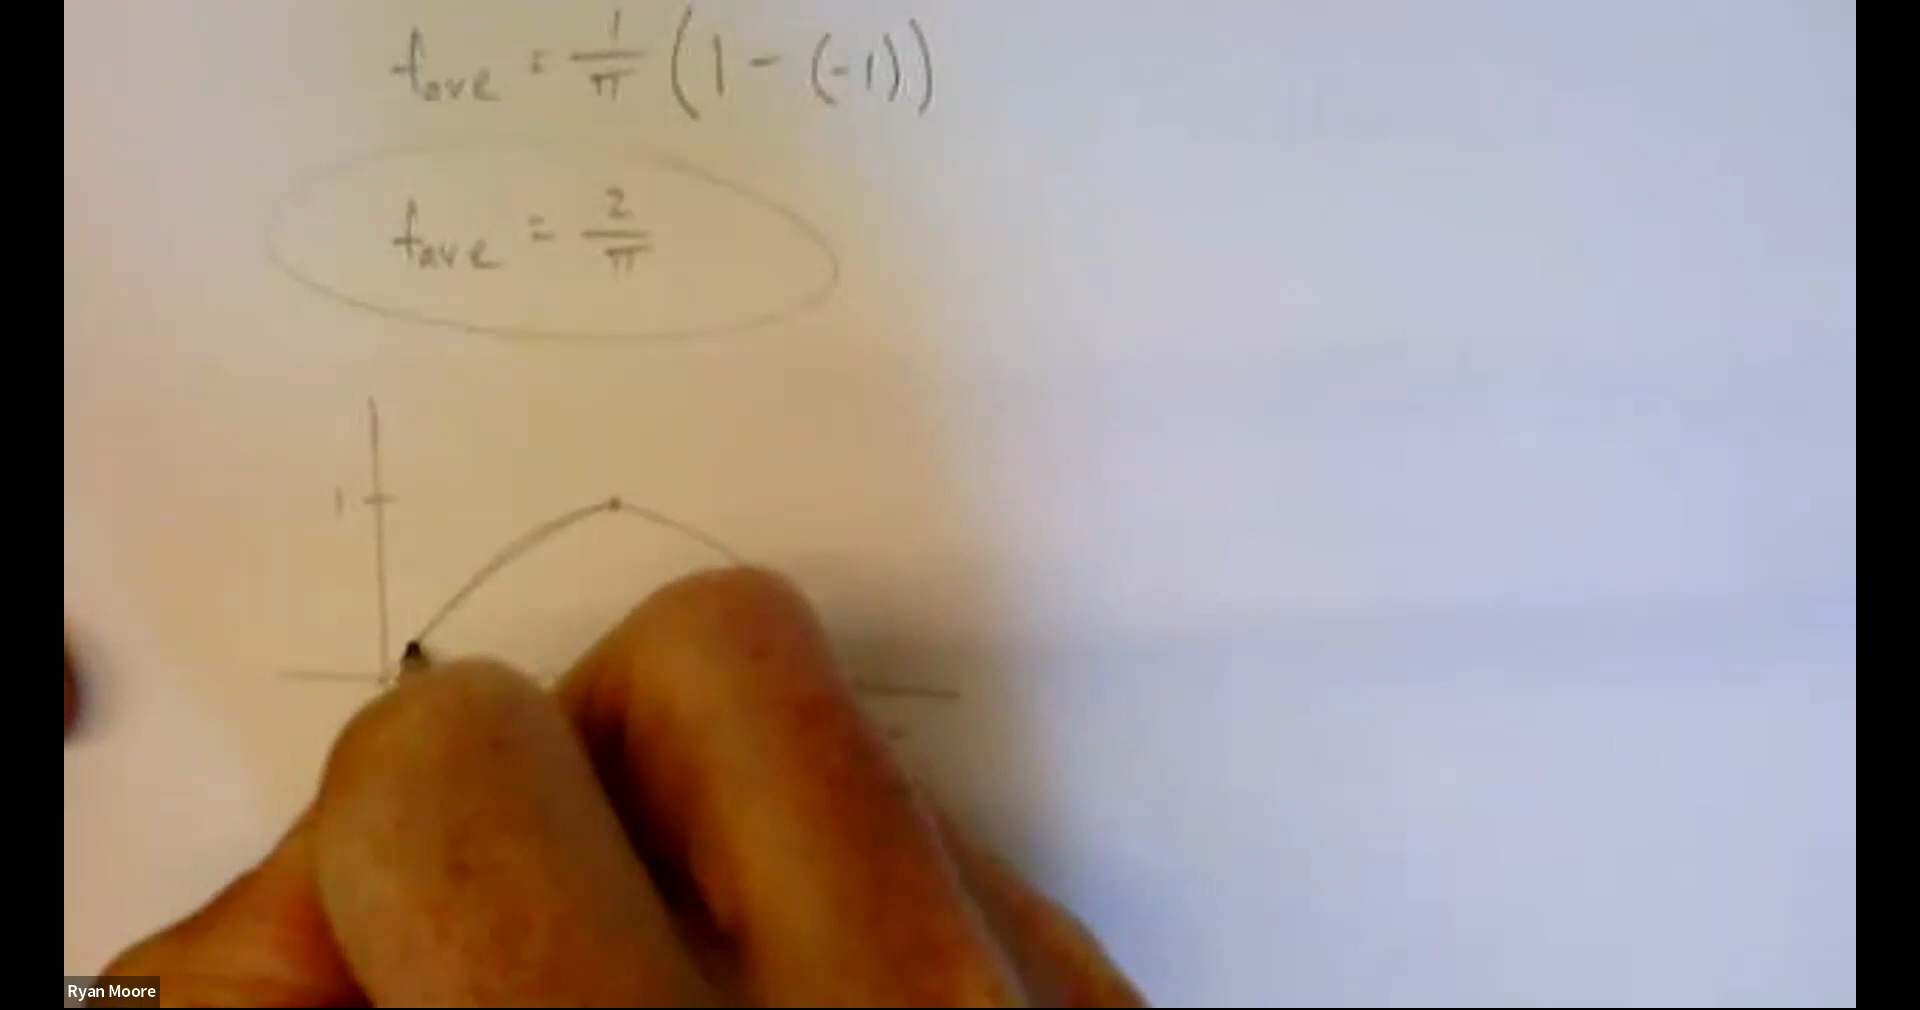 fave = 1/π (1 - (-1))
fave = 2/π
1
Ryan Moore